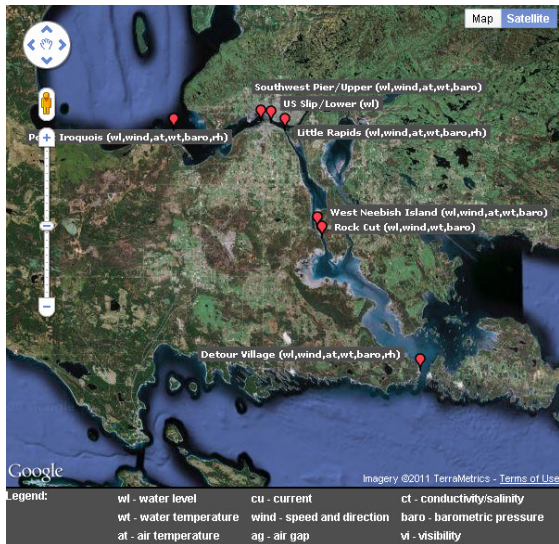 Map Satellite
Southwest Pier/Upper (wl,wind,at,wt,baro)
US Slip/Lower (wl)
Iroquois (wl,wind,at,wt,baro,rh)
Little Rapids (wl,wind,at,wt,baro,rh)
West Neebish Island (wl,wind,at,wt,baro)
Rock Cut (wl,wind,wt,baro)
Detour Village (wl,wind,at,wt,baro,rh)
Google
Imagery ©2011 TerraMetrics - Terms of Use
Legend: wl - water level cu - current ct - conductivity/salinity
wt - water temperature wind - speed and direction baro - barometric pressure
at - air temperature ag - air gap vi - visibility